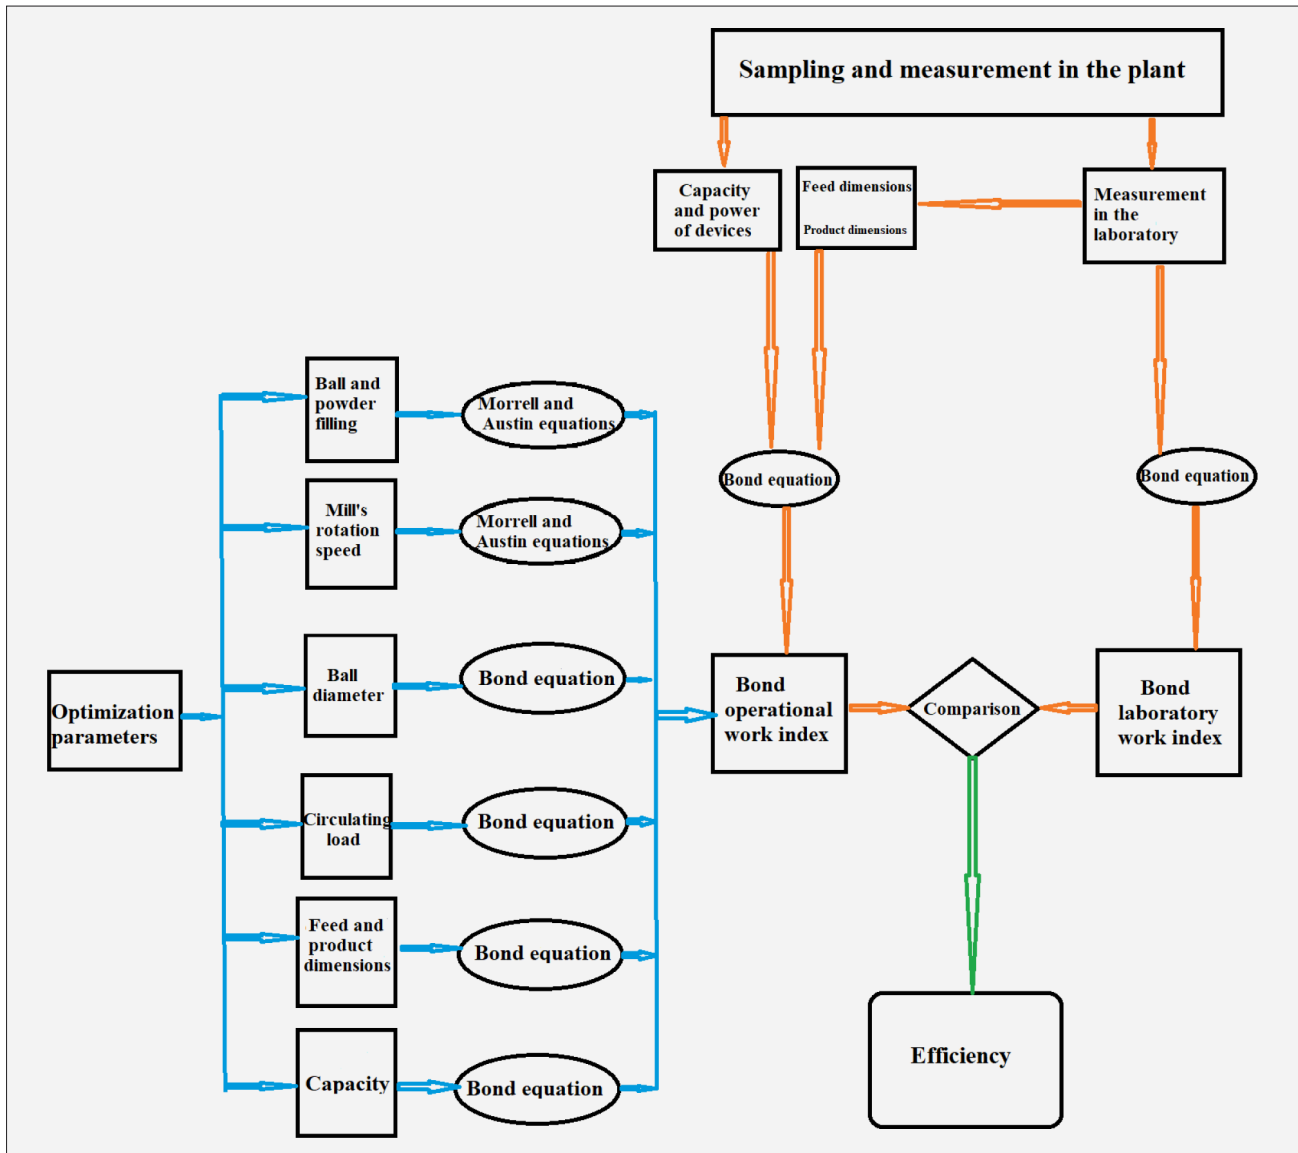 Sampling and measurement in the plant
Capacity
and power
of devices
Feed dimensions
Product dimensions
Measurement
in the
laboratory
Ball and
powder
filling
Morrell and
Austin equations
Bond equation
Bond equation
Mill's
rotation
speed
Morrell and
Austin equations
Ball
diameter
Bond equation
Optimization
parameters
Bond
operational
work index
Comparison
Bond
laboratory
work index
Circulating
load
Bond equation
Feed and
product
dimensions
Bond equation
Efficiency
Capacity
Bond equation